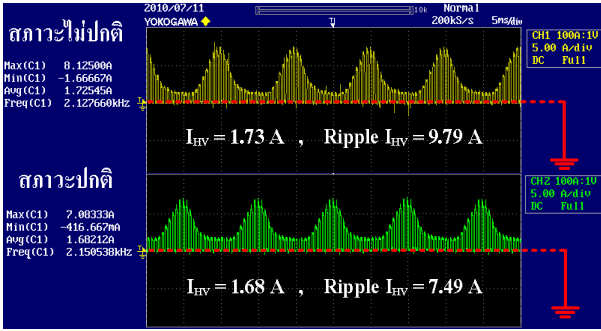 2010/07/11 10k Normal
YOKOGAWA 200kS/s 5ms/div
สภาวะไม่ปกติ
Max(C1) 8.12500A
Min(C1) -1.66667A
Avg(C1) 1.72545A
Freq(C1) 2.127660kHz
CH1 100A:1V
5.00 A/div
DC Full
IHV = 1.73 A , Ripple IHV = 9.79 A
สภาวะปกติ
Max(C1) 7.08333A
Min(C1) -416.667mA
Avg(C1) 1.68212A
Freq(C1) 2.150538kHz
CH2 100A:1V
5.00 A/div
DC Full
IHV = 1.68 A , Ripple IHV = 7.49 A